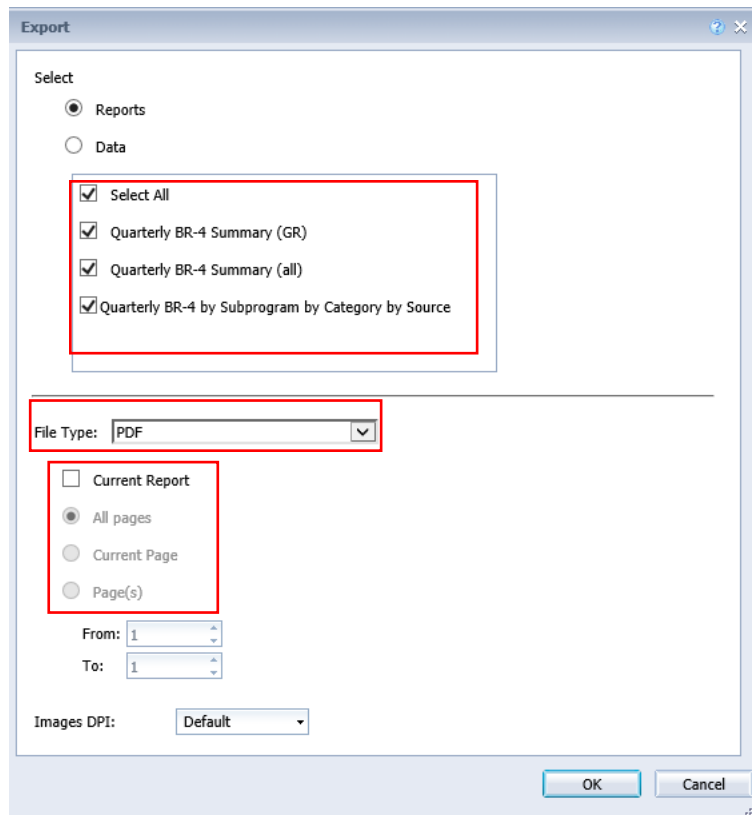 Export
Select
Reports
Data
Select All
Quarterly BR-4 Summary (GR)
Quarterly BR-4 Summary (all)
Quarterly BR-4 by Subprogram by Category by Source
File Type: PDF
Current Report
All pages
Current Page
Page(s)
From: 1
To: 1
Images DPI: Default
OK Cancel